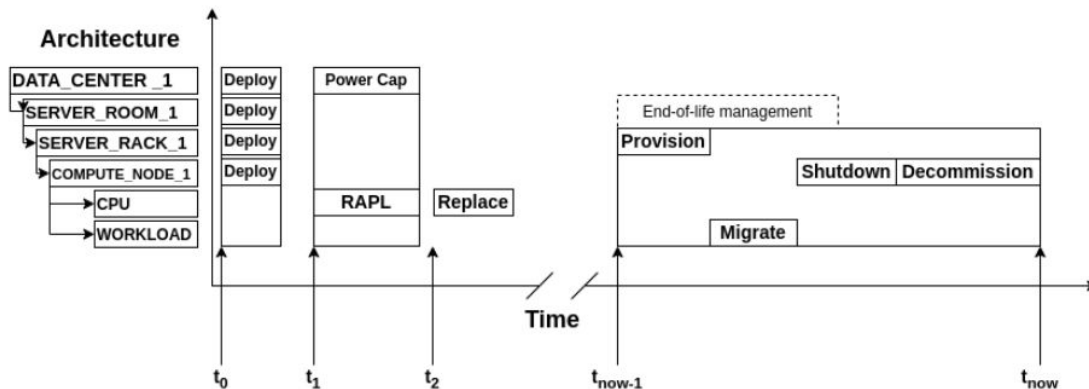 Architecture
DATA_CENTER _1 Deploy Power Cap
SERVER_ROOM_1 Deploy End-of-life management
SERVER_RACK_1 Deploy Provision
COMPUTE_NODE_1 Deploy Shutdown Decommission
CPU RAPL Replace
WORKLOAD Migrate
Time
t0 t1 t2 tnow-1 tnow